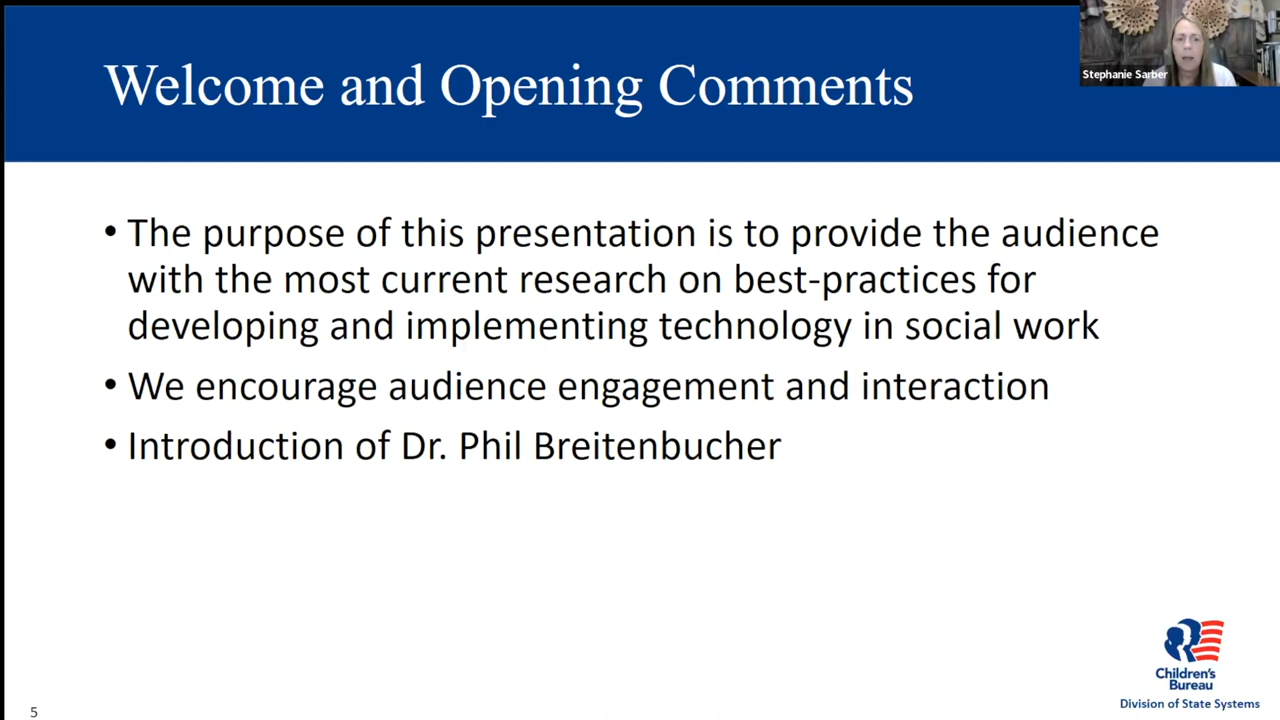 Welcome and Opening Comments
Stephanie Sarber
• The purpose of this presentation is to provide the audience
with the most current research on best-practices for
developing and implementing technology in social work
• We encourage audience engagement and interaction
• Introduction of Dr. Phil Breitenbucher
Children's
Bureau
Division of State Systems
5